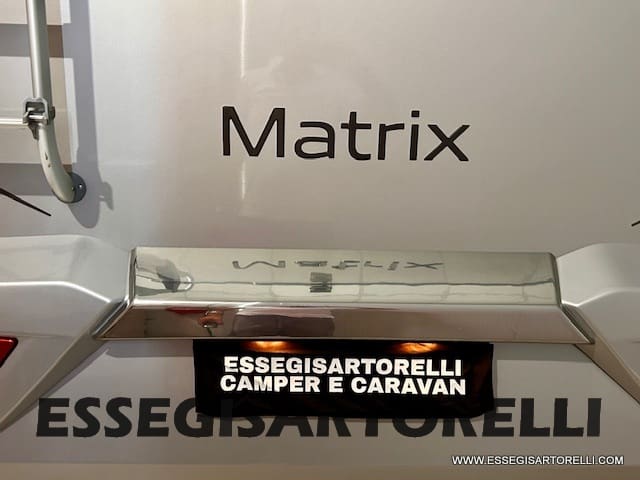 Matrix
ESSEGISARTORELLI
CAMPER E CARAVAN
ESSEGISARTORELLI
WWW.ESSEGISARTORELLI.COM